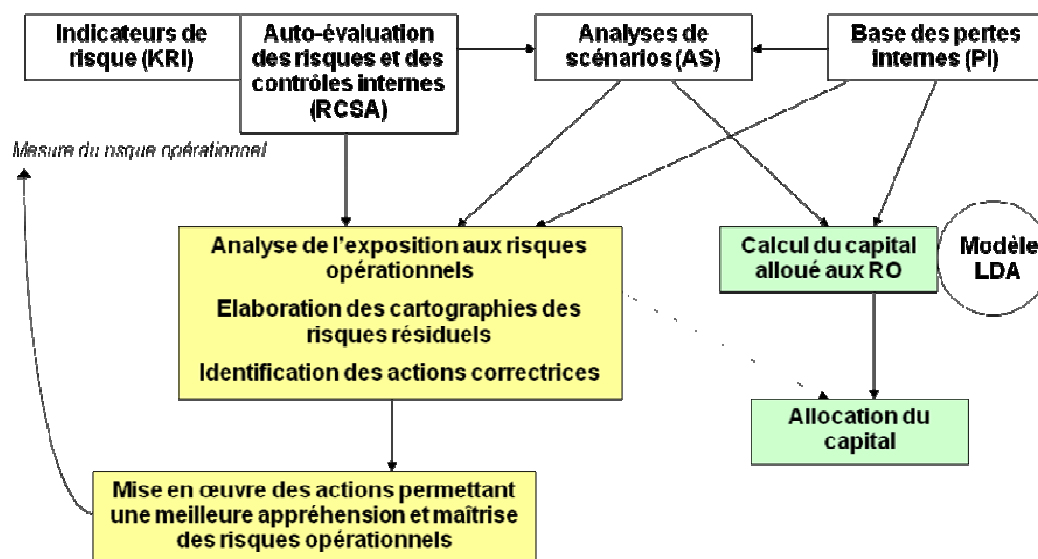 Indicateurs de
risque (KRI)
Auto-évaluation
des risques et des
contrôles internes
(RCSA)
Analyses de
scénarios (AS)
Base des pertes
internes (PI)
Mesure du risque opérationnel
Analyse de l'exposition aux risques
opérationnels
Elaboration des cartographies des
risques résiduels
Identification des actions correctrices
Calcul du capital
alloué aux RO
Modèle
LDA
Allocation du
capital
Mise en œuvre des actions permettant
une meilleure appréhension et maîtrise
des risques opérationnels